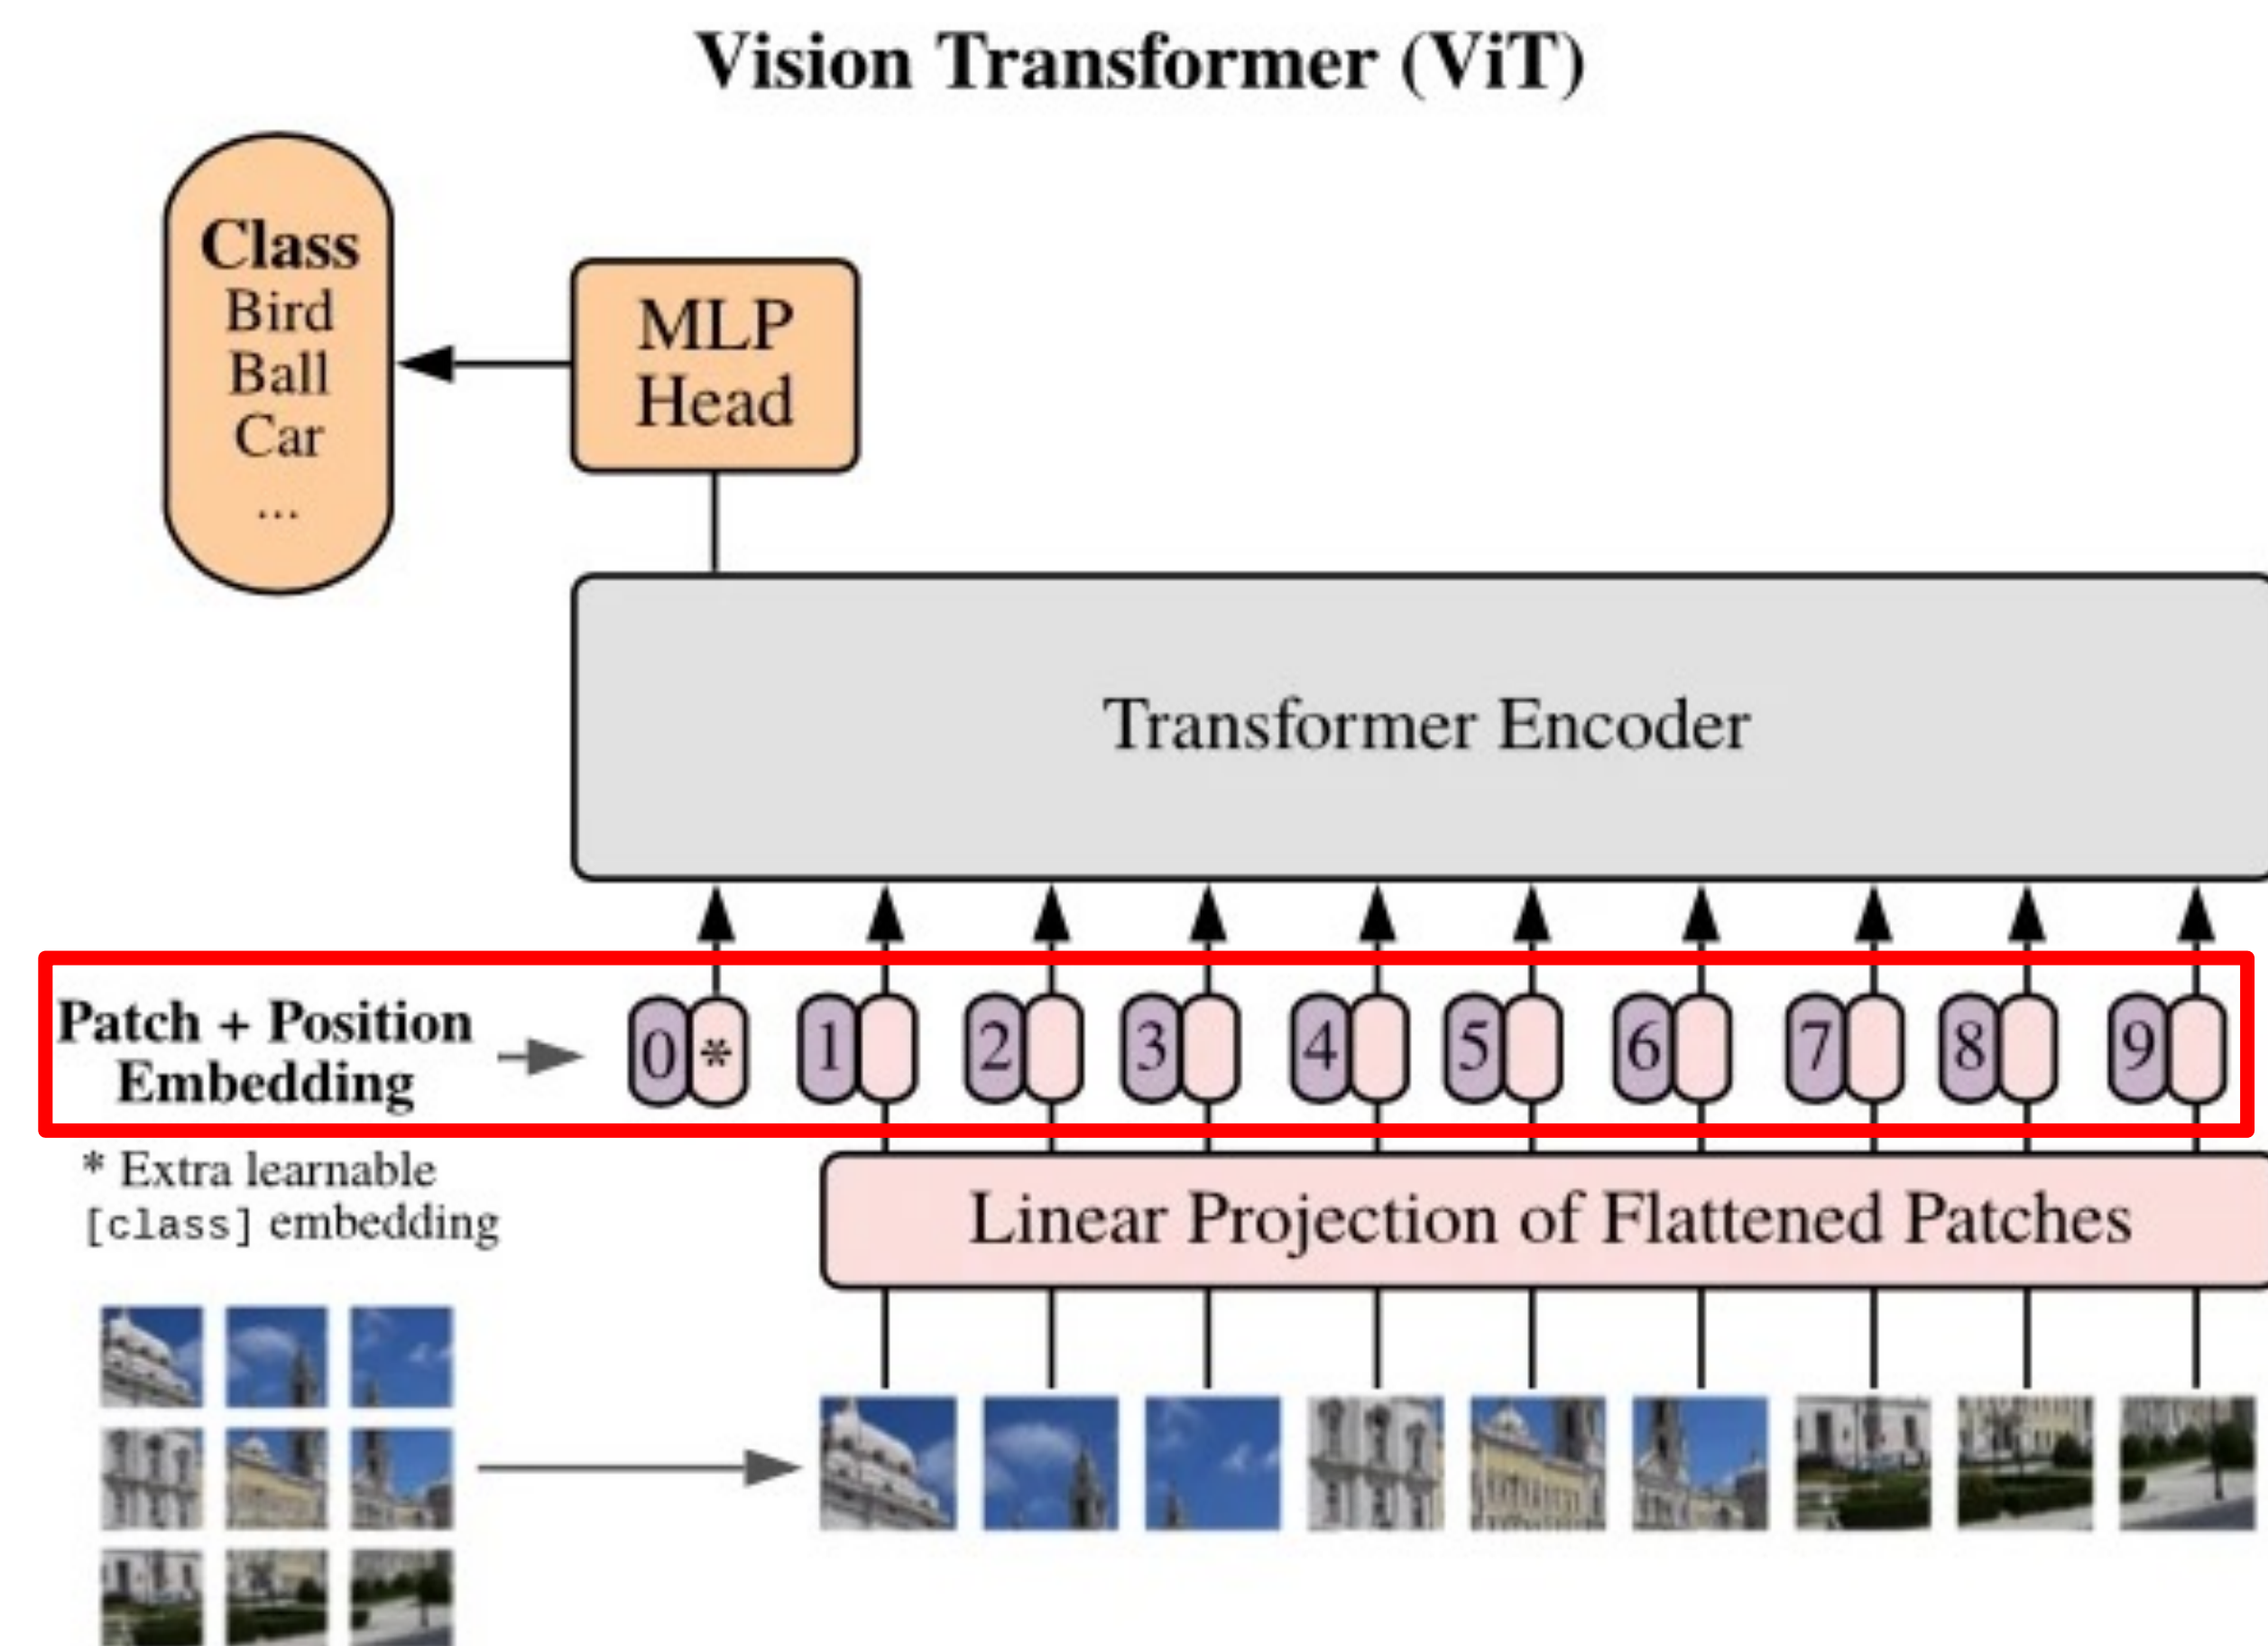 Vision Transformer (ViT)
Class
Bird
Ball
Car
...
MLP
Head
Transformer Encoder
Patch + Position
Embedding
0 * 1 2 3 4 5 6 7 8 9
* Extra learnable
[class] embedding
Linear Projection of Flattened Patches